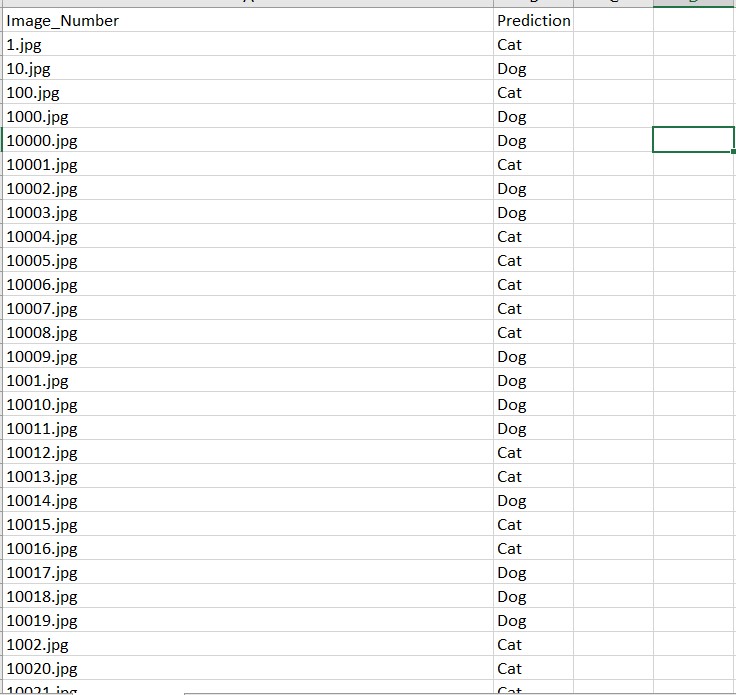 Image_Number Prediction
1.jpg Cat
10.jpg Dog
100.jpg Cat
1000.jpg Dog
10000.jpg Dog
10001.jpg Cat
10002.jpg Dog
10003.jpg Dog
10004.jpg Cat
10005.jpg Cat
10006.jpg Cat
10007.jpg Cat
10008.jpg Cat
10009.jpg Dog
1001.jpg Dog
10010.jpg Dog
10011.jpg Dog
10012.jpg Cat
10013.jpg Cat
10014.jpg Dog
10015.jpg Cat
10016.jpg Cat
10017.jpg Dog
10018.jpg Dog
10019.jpg Dog
1002.jpg Cat
10020.jpg Cat
10021.jpg Cat